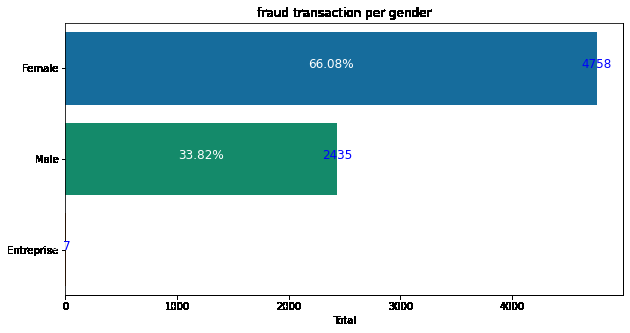 fraud transaction per gender
Female
66.08%
4758
Male
33.82%
2435
Entreprise
7
0
1000
2000
3000
4000
Total